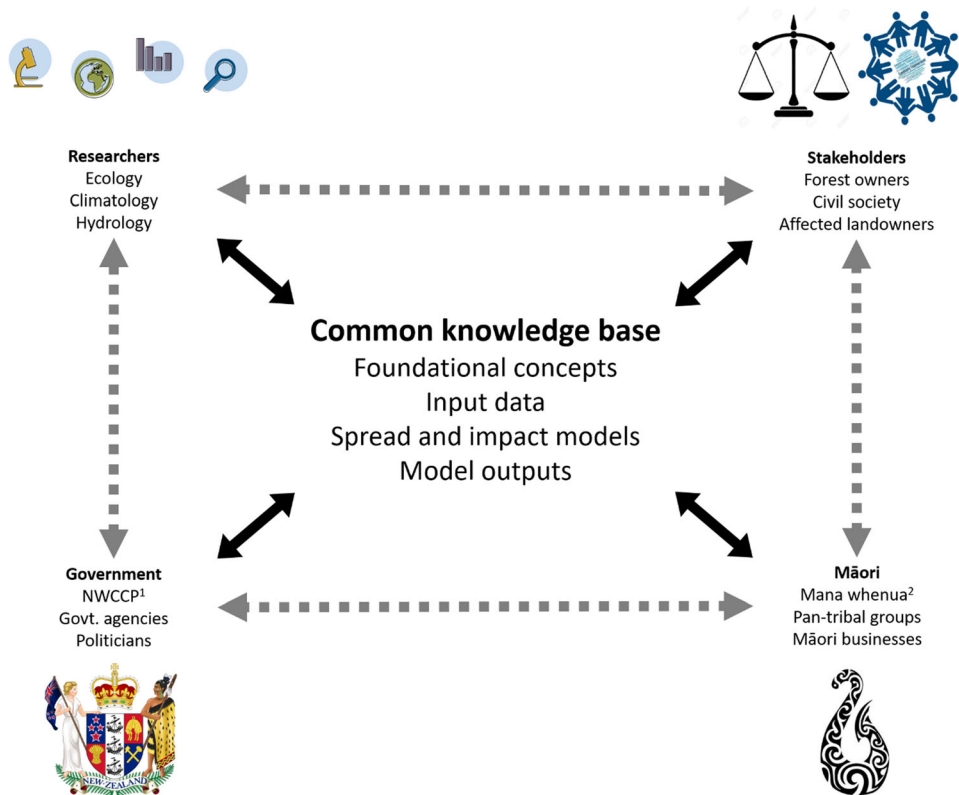 Researchers
Ecology
Climatology
Hydrology
Stakeholders
Forest owners
Civil society
Affected landowners
Common knowledge base
Foundational concepts
Input data
Spread and impact models
Model outputs
Government
NWCCP¹
Govt. agencies
Politicians
Māori
Mana whenua²
Pan-tribal groups
Māori businesses
NEW ZEALAND